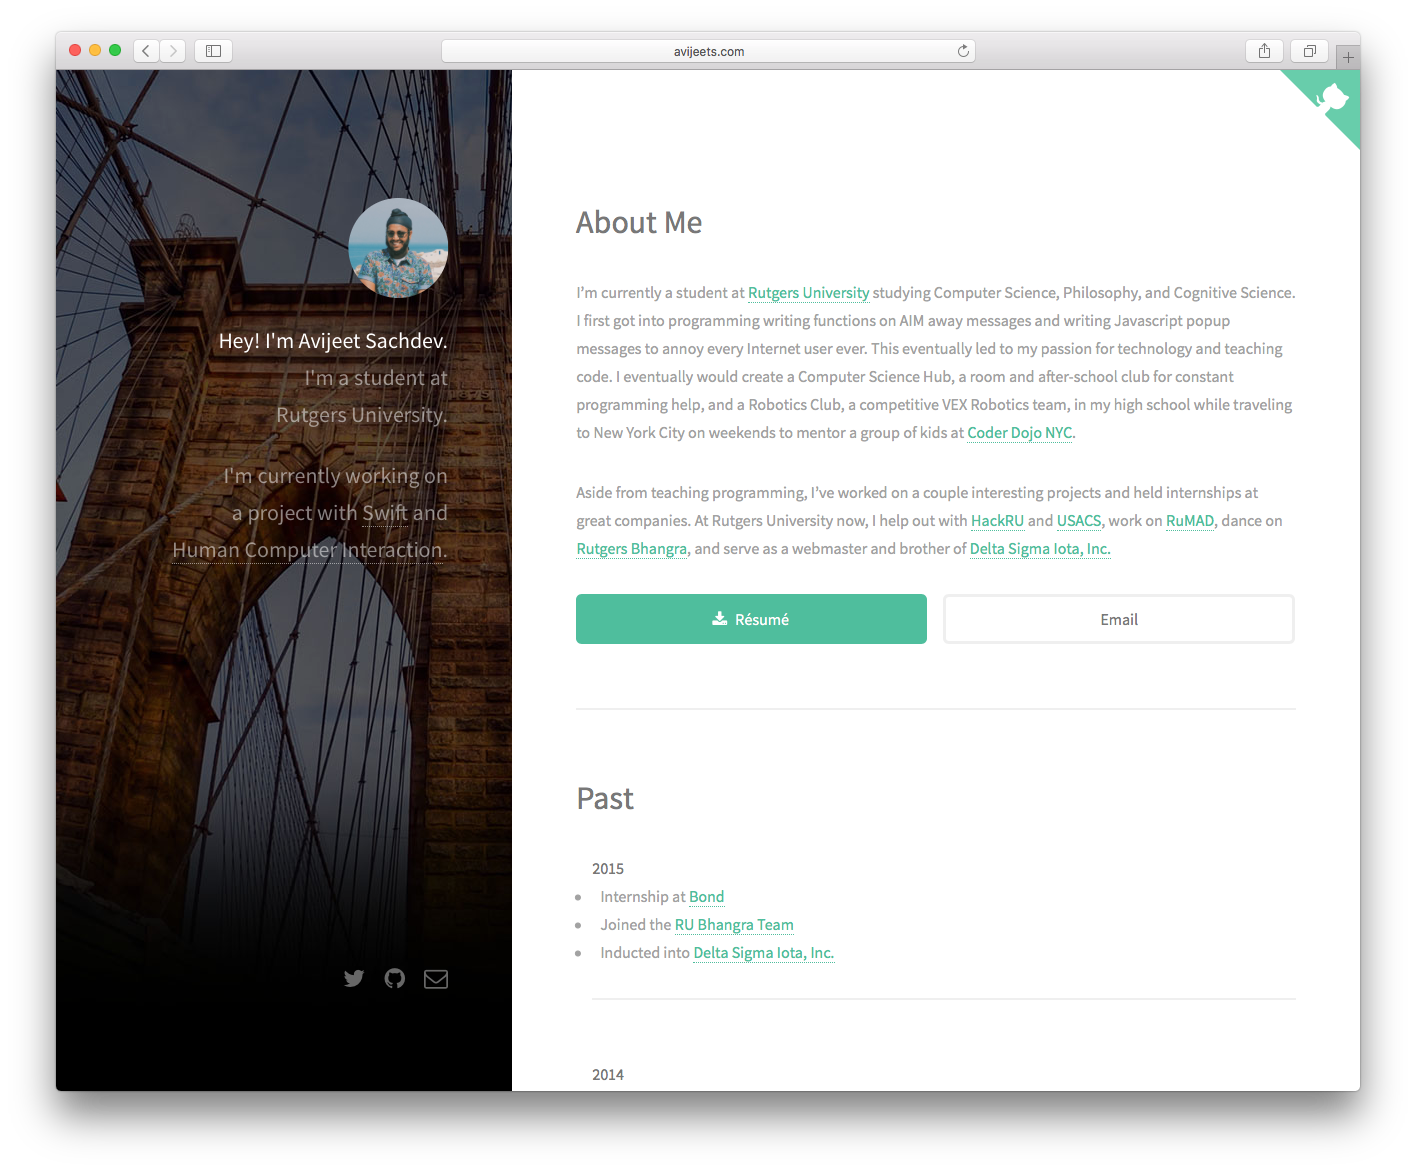 avijeets.com
Hey! I'm Avijeet Sachdev.
I'm a student at
Rutgers University.
I'm currently working on
a project with Swift and
Human Computer Interaction.
About Me
I’m currently a student at Rutgers University studying Computer Science, Philosophy, and Cognitive Science.
I first got into programming writing functions on AIM away messages and writing Javascript popup
messages to annoy every Internet user ever. This eventually led to my passion for technology and teaching
code. I eventually would create a Computer Science Hub, a room and after-school club for constant
programming help, and a Robotics Club, a competitive VEX Robotics team, in my high school while traveling
to New York City on weekends to mentor a group of kids at Coder Dojo NYC.
Aside from teaching programming, I’ve worked on a couple interesting projects and held internships at
great companies. At Rutgers University now, I help out with HackRU and USACS, work on RuMAD, dance on
Rutgers Bhangra, and serve as a webmaster and brother of Delta Sigma Iota, Inc.
Résumé
Email
Past
2015
Internship at Bond
Joined the RU Bhangra Team
Inducted into Delta Sigma Iota, Inc.
2014